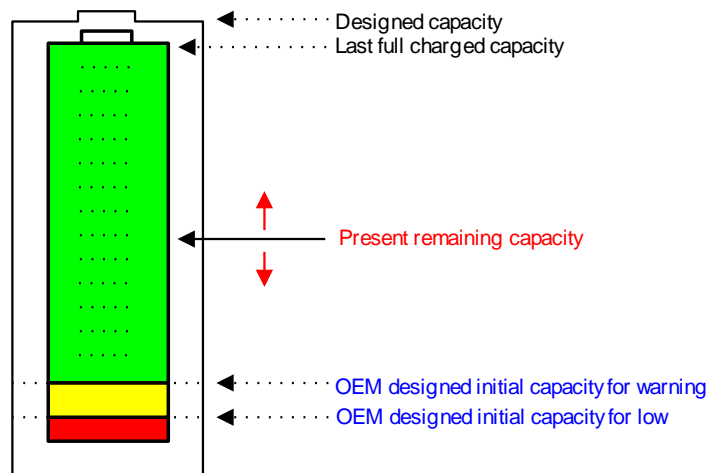 Designed capacity
Last full charged capacity
Present remaining capacity
OEM designed initial capacity for warning
OEM designed initial capacity for low